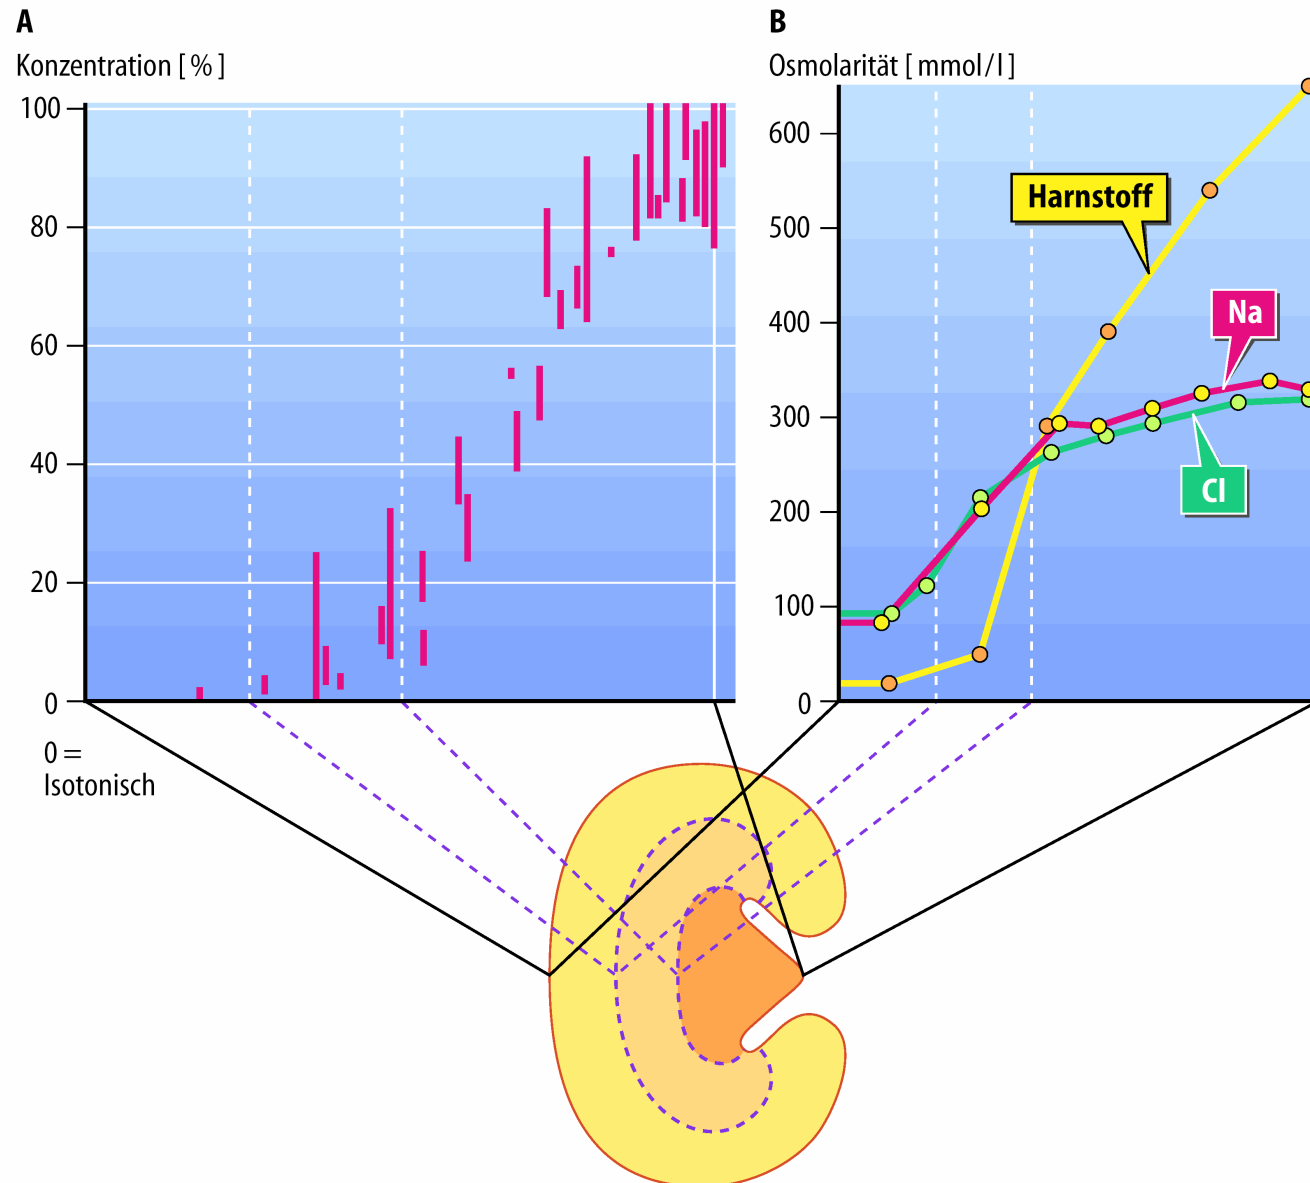 A
Konzentration [ % ]
100
80
60
40
20
0
0 =
Isotonisch
B
Osmolarität [ mmol / l ]
600
500
400
300
200
100
0
Harnstoff
Na
Cl